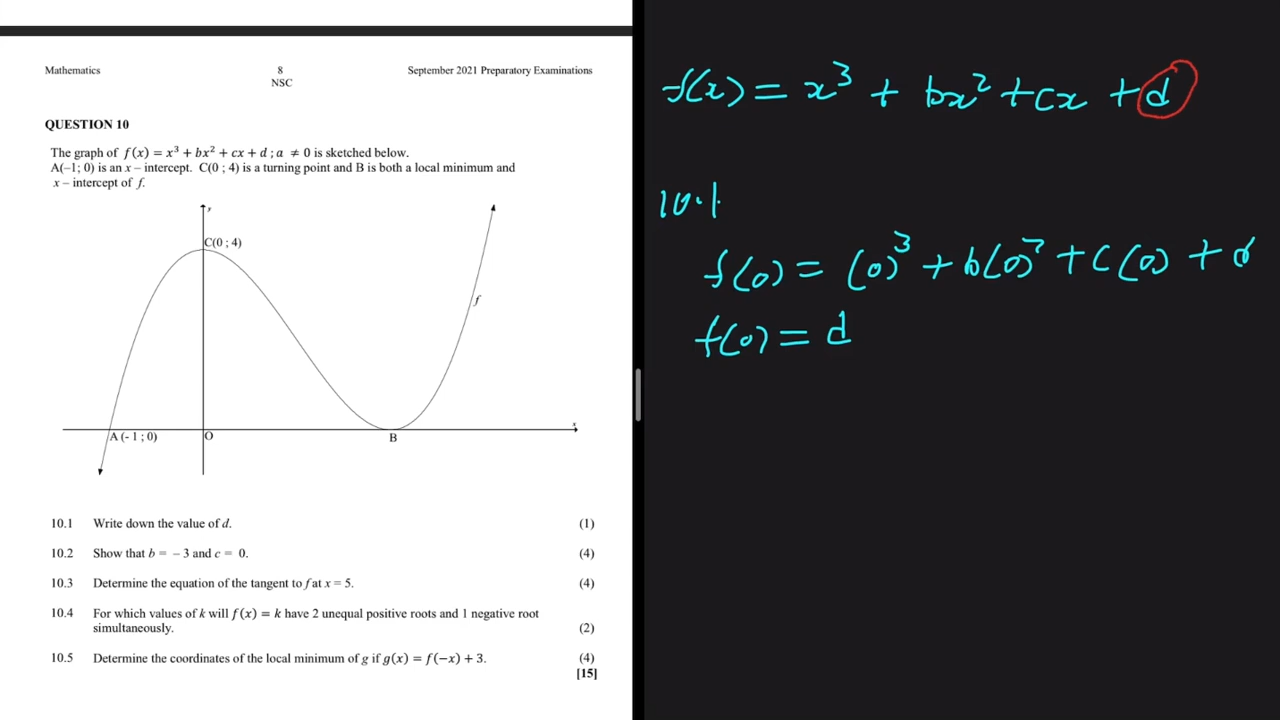 Mathematics 8 September 2021 Preparatory Examinations
NSC
QUESTION 10
The graph of f(x) = x³ + bx² + cx + d ; a ≠ 0 is sketched below.
A(–1; 0) is an x – intercept. C(0 ; 4) is a turning point and B is both a local minimum and
x – intercept of f.
y
C(0 ; 4)
f
x
A (- 1 ; 0) O B
10.1 Write down the value of d. (1)
10.2 Show that b = – 3 and c = 0. (4)
10.3 Determine the equation of the tangent to f at x = 5. (4)
10.4 For which values of k will f(x) = k have 2 unequal positive roots and 1 negative root
simultaneously. (2)
10.5 Determine the coordinates of the local minimum of g if g(x) = f(−x) + 3. (4)
[15]
f(x) = x³ + bx² + cx + d
10.1
f(0) = (0)³ + b(0)² + c(0) + d
f(0) = d